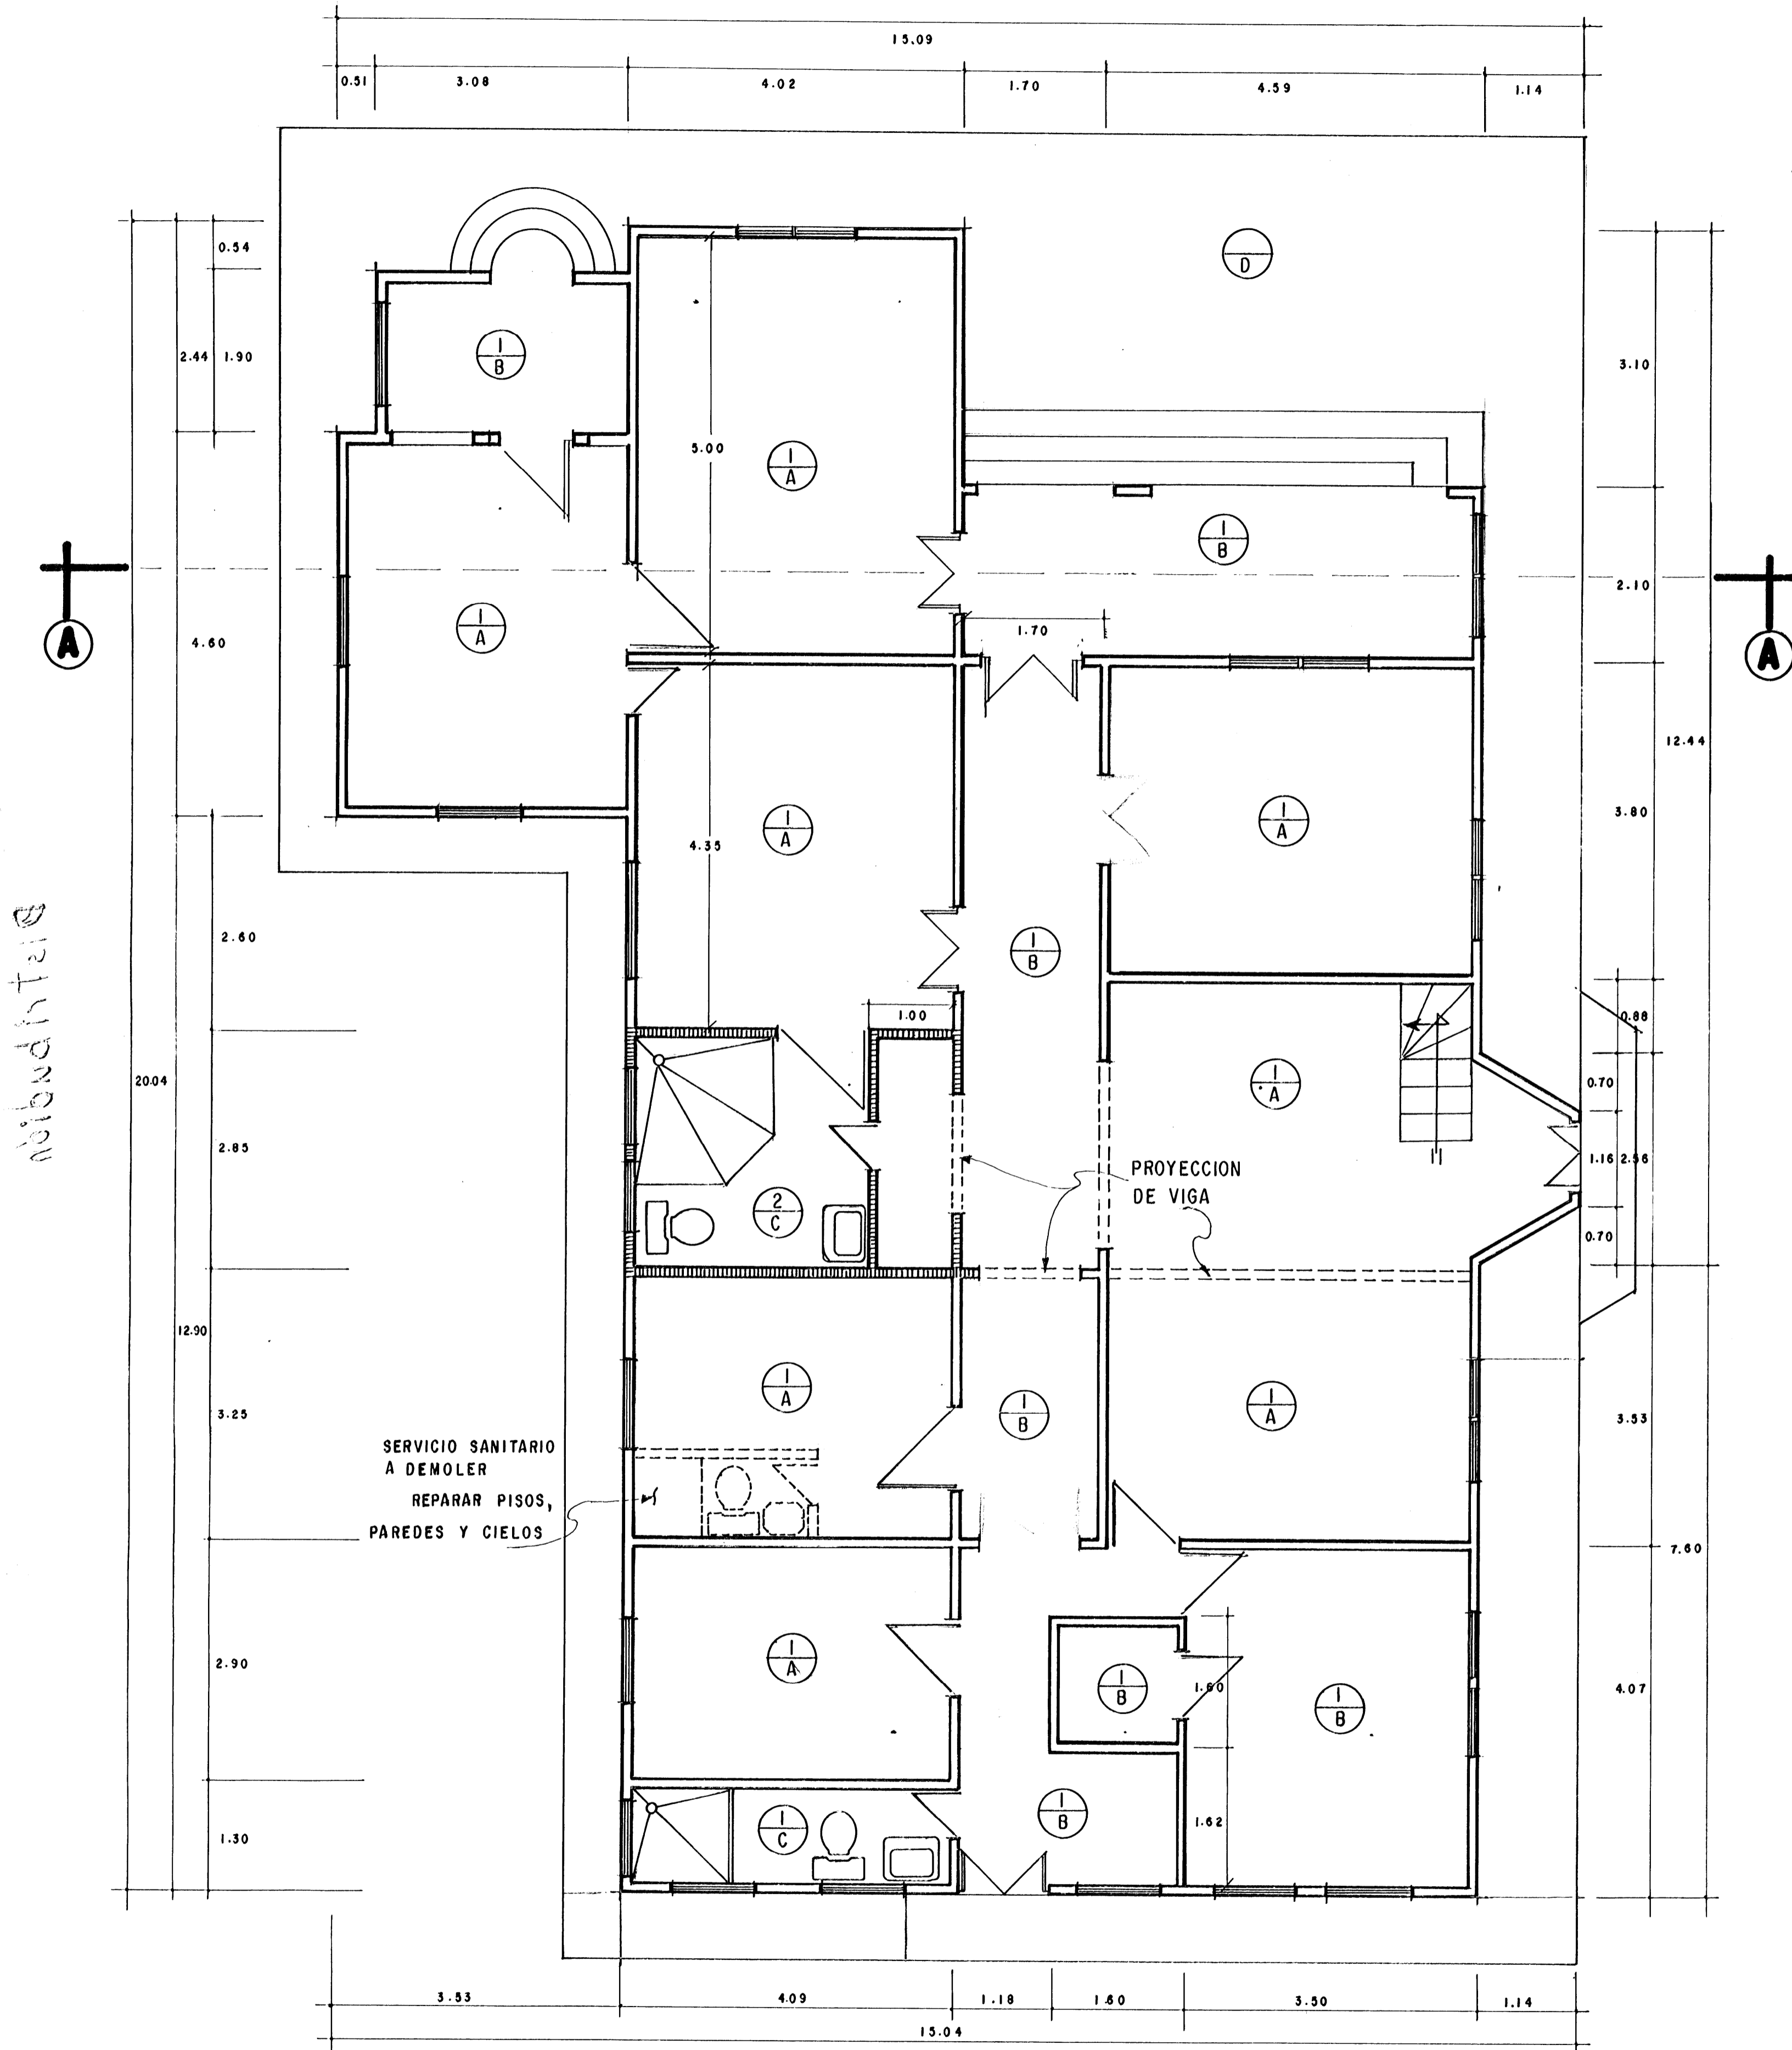 15.09
0.51 3.08 4.02 1.70 4.59 1.14
0.54
D
2.44 1.90
1
B
3.10
5.00
1
A
1
B
2.10
A
4.60
1
A
1.70
A
12.44
1
A
4.35
1
A
3.80
2.60
1
B
1.00
0.88
20.04
1
A
0.70
2.85
PROYECCION
DE VIGA
1.16 2.56
2
C
0.70
12.90
1
A
1
B
1
A
3.25
3.53
SERVICIO SANITARIO
A DEMOLER
REPARAR PISOS,
PAREDES Y CIELOS
7.60
2.90
1
A
1
B
1.60
1
B
4.07
1.30
1
C
1
B
1.62
3.53 4.09 1.18 1.60 3.50 1.14
15.04